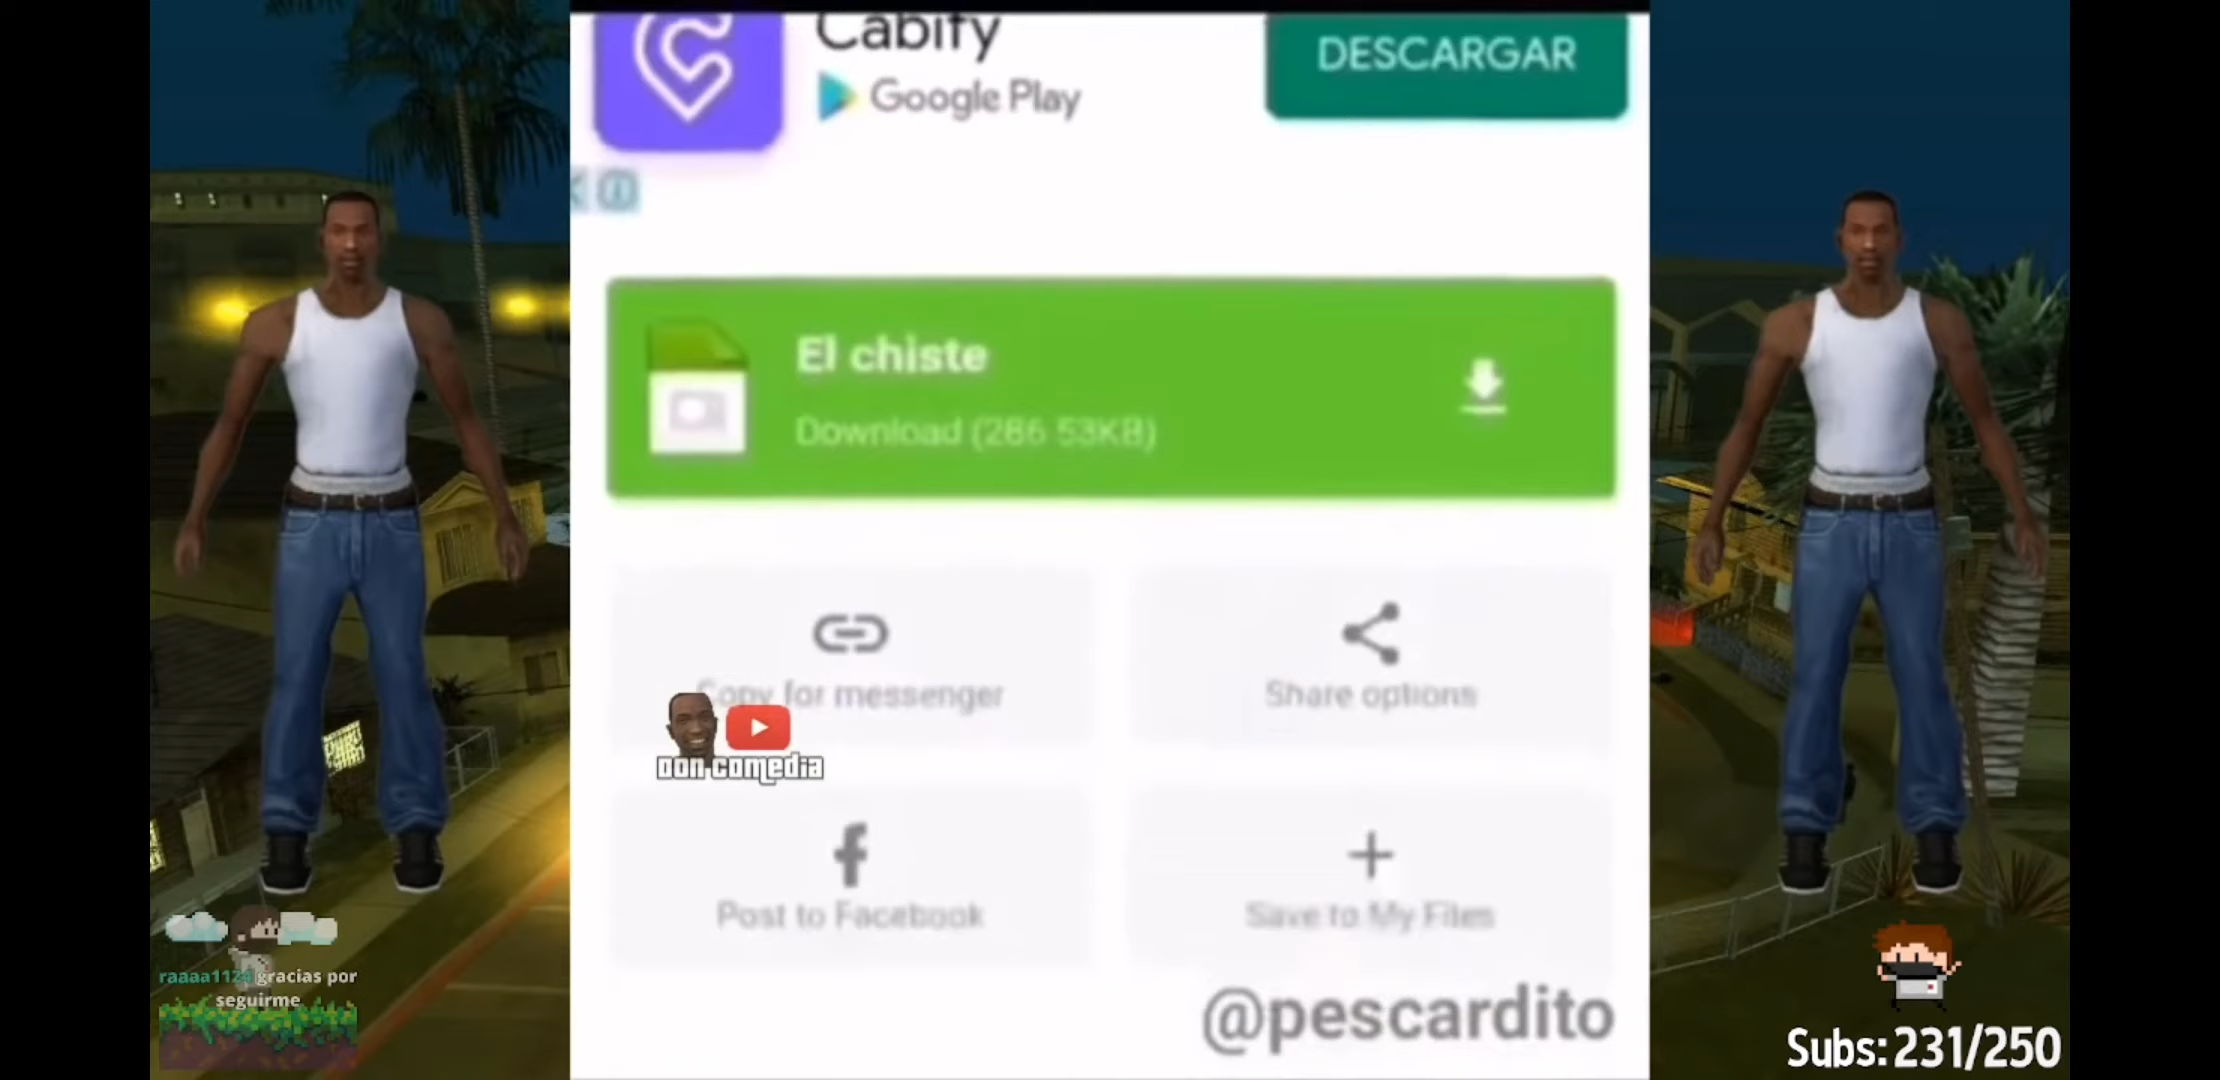 Cabify
Google Play
DESCARGAR
El chiste
Download (286.53KB)
Copy for messenger
Share options
DON COMEDIA
Post to Facebook
Save to My Files
@pescardito
raaaa1124 gracias por
seguirme
Subs: 231/250